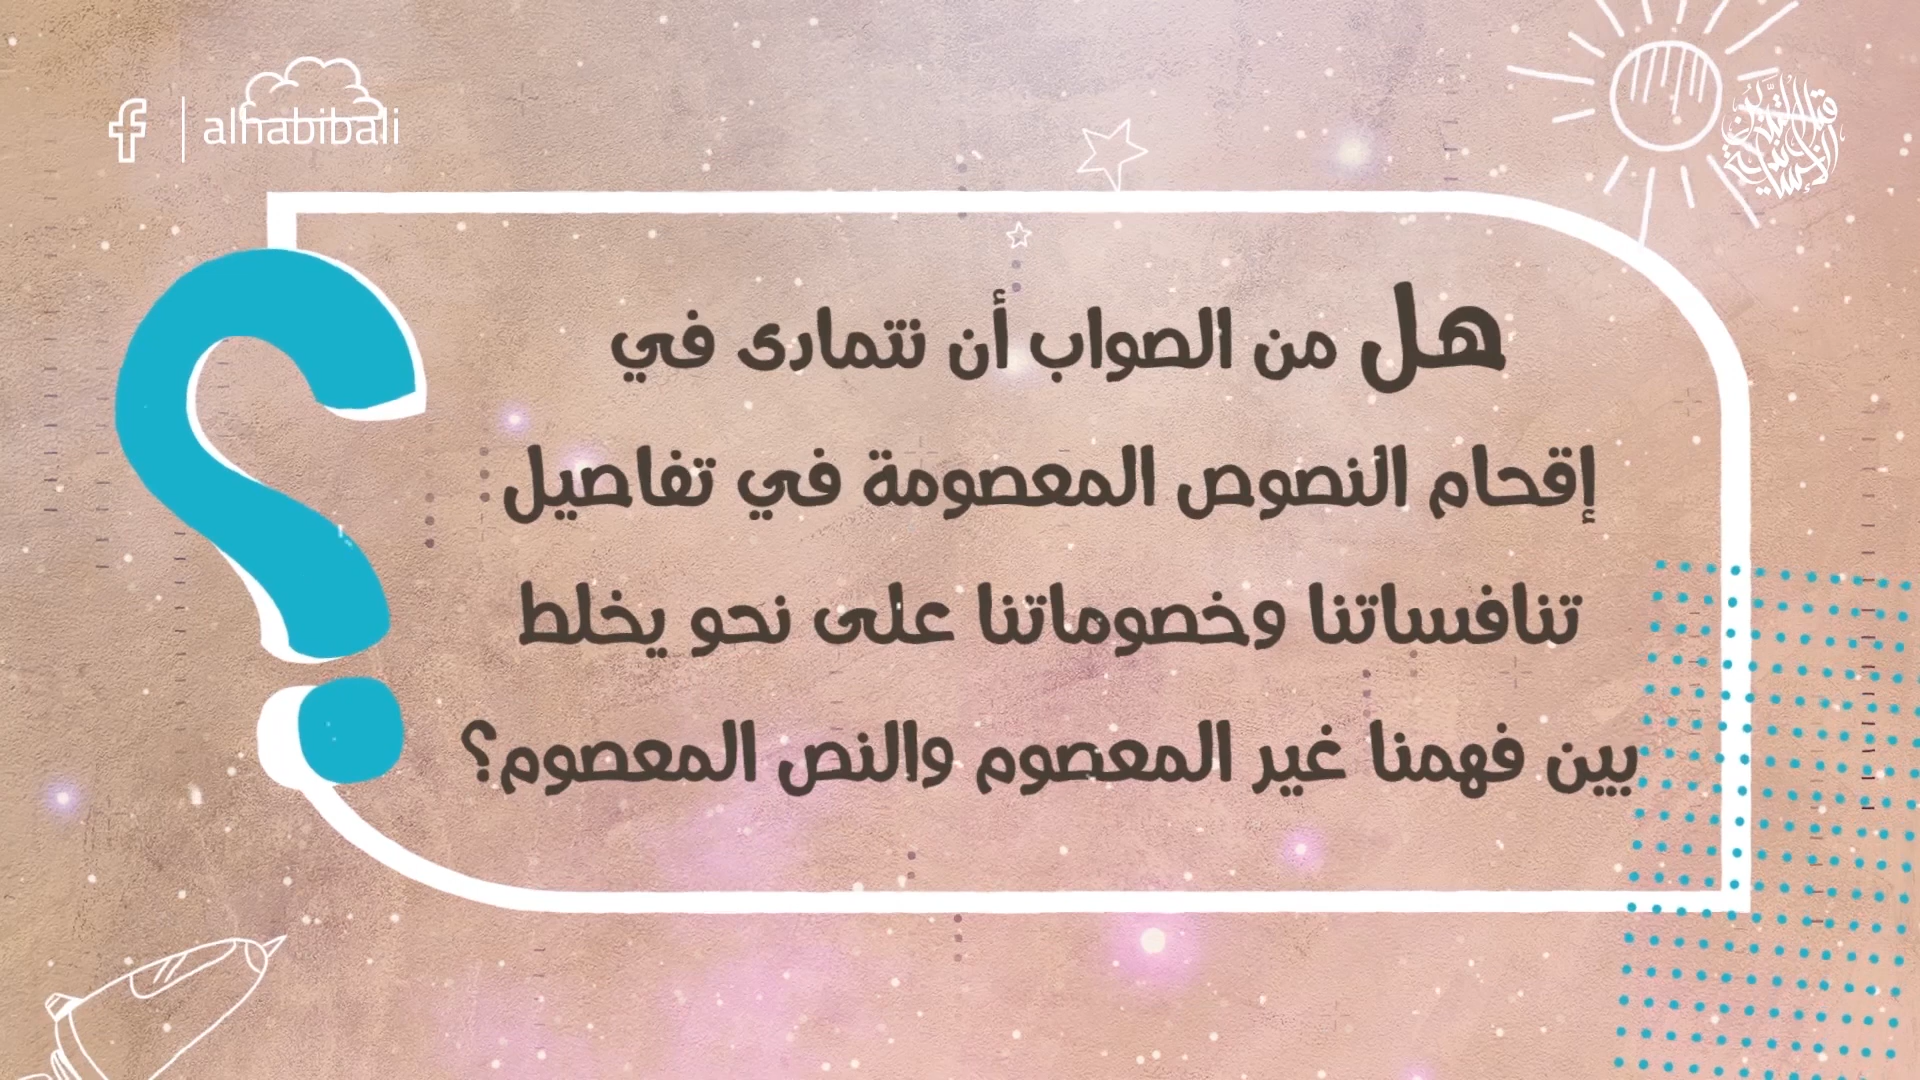 alhabibali
هل من الصواب أن نتمادى في
إقحام النصوص المعصومة في تفاصيل
تنافساتنا وخصوماتنا على نحو يخلط
بين فهمنا غير المعصوم والنص المعصوم؟